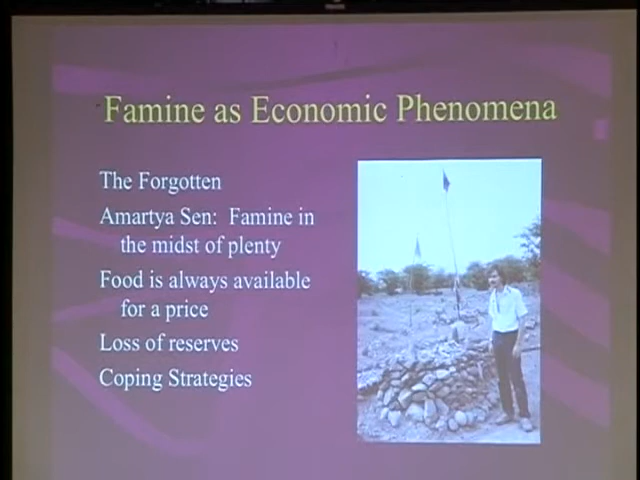 Famine as Economic Phenomena
The Forgotten
Amartya Sen: Famine in
the midst of plenty
Food is always available
for a price
Loss of reserves
Coping Strategies